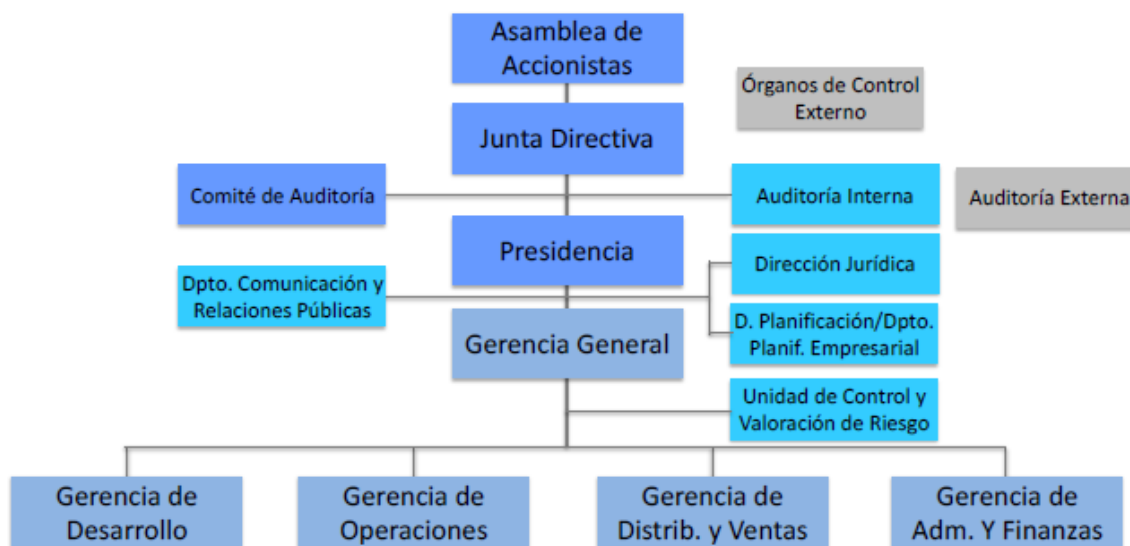 Asamblea de
Accionistas
Órganos de Control
Externo
Junta Directiva
Comité de Auditoría
Auditoría Interna
Auditoría Externa
Presidencia
Dirección Jurídica
Dpto. Comunicación y
Relaciones Públicas
D. Planificación/Dpto.
Planif. Empresarial
Gerencia General
Unidad de Control y
Valoración de Riesgo
Gerencia de
Desarrollo
Gerencia de
Operaciones
Gerencia de
Distrib. y Ventas
Gerencia de
Adm. Y Finanzas